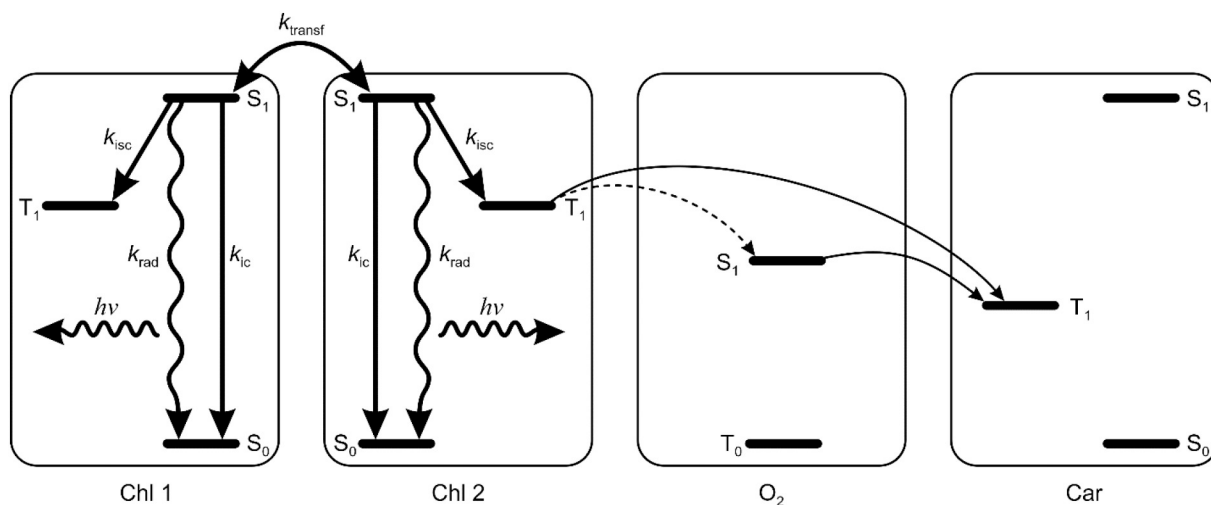 k_transf
S₁
S₁
S₁
k_isc
k_isc
T₁
T₁
k_rad
k_ic
k_ic
k_rad
S₁
T₁
hν
hν
S₀
S₀
T₀
S₀
Chl 1
Chl 2
O₂
Car